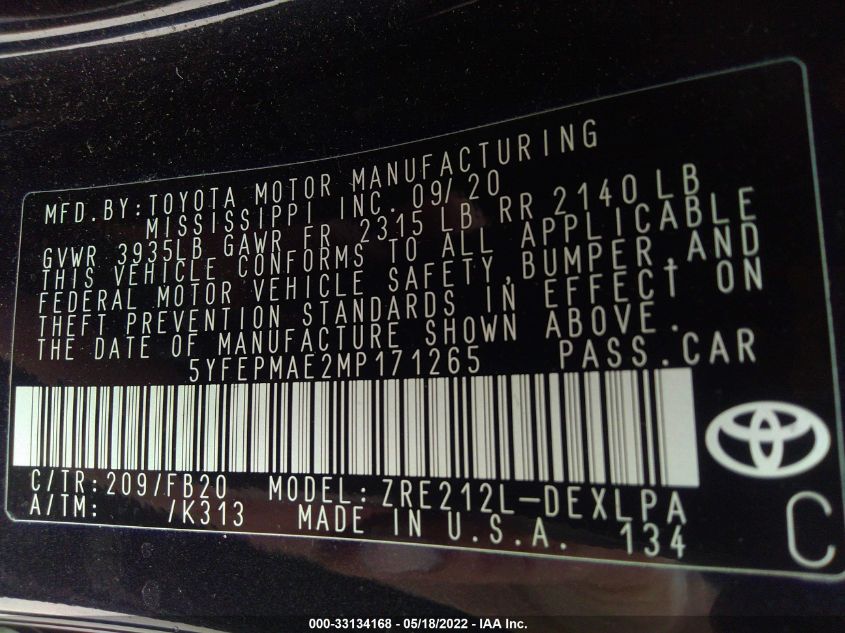 MFD.BY:TOYOTA MOTOR MANUFACTURING
MISSISSIPPI INC. 09/20
GVWR 3935LB GAWR FR 2315 LB RR 2140LB
THIS VEHICLE CONFORMS TO ALL APPLICABLE
FEDERAL MOTOR VEHICLE SAFETY,BUMPER,AND
THEFT PREVENTION STANDARDS IN EFFECT ON
THE DATE OF MANUFACTURE SHOWN ABOVE.
5YFEPMAE2MP171265 PASS.CAR
C/TR:209/FB20 MODEL:ZRE212L-DEXLPA
A/TM: /K313 MADE IN U.S.A. 134
C
000-33134168 - 05/18/2022 - IAA Inc.